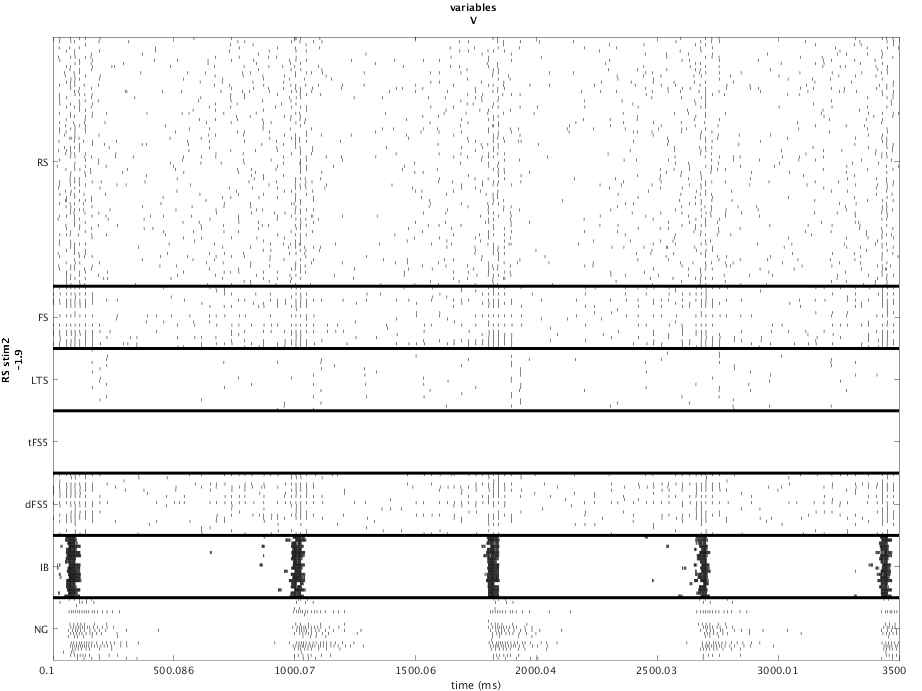 variables
V
RS
FS
LTS
tFS5
dFS5
IB
NG
RS stim2
-1.9
0.1 500.086 1000.07 1500.06 2000.04 2500.03 3000.01 3500
time (ms)